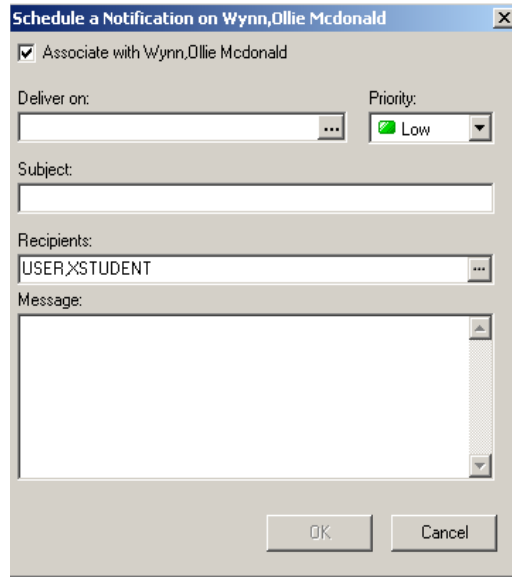 Schedule a Notification on Wynn,Ollie Mcdonald
Associate with Wynn,Ollie Mcdonald
Deliver on: Priority:
... Low
Subject:
Recipients:
USER,XSTUDENT ...
Message:
OK Cancel